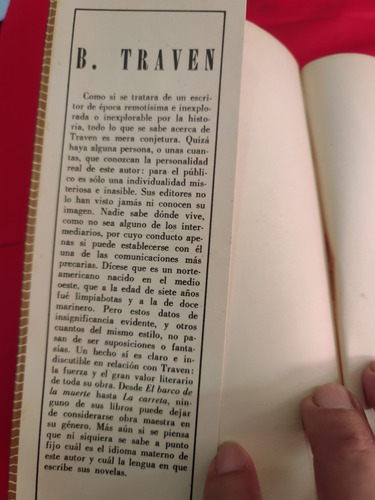 B. TRAVEN
Como si se tratara de un escri-
tor de época remotísima e inexplo-
rada o inexplorable por la histo-
ria, todo lo que se sabe acerca de
Traven es mera conjetura. Quizá
haya alguna persona, o unas cuan-
tas, que conozcan la personalidad
real de este autor: para el públi-
co es sólo una individualidad mis-
teriosa e inasible. Sus editores no
lo han visto jamás ni conocen su
imagen. Nadie sabe dónde vive,
como no sea alguno de los inter-
mediarios, por cuyo conducto ape-
nas si puede establecerse con él
una de las comunicaciones más
precarias. Dícese que es un norte-
americano nacido en el medio
oeste, que a la edad de siete años
fué limpiabotas y a la de doce
marinero. Pero estos datos de
insignificancia evidente, y otros
cuantos del mismo estilo, no pa-
san de ser suposiciones o fanta-
sías. Un hecho sí es claro e in-
discutible en relación con Traven:
la fuerza y el gran valor literario
de toda su obra. Desde El barco de
la muerte hasta La carreta, nin-
guno de sus libros puede dejar
de considerarse obra maestra en
su género. Más aún si se piensa
que ni siquiera se sabe a punto
fijo cuál es el idioma materno de
este autor y cuál la lengua en que
escribe sus novelas.